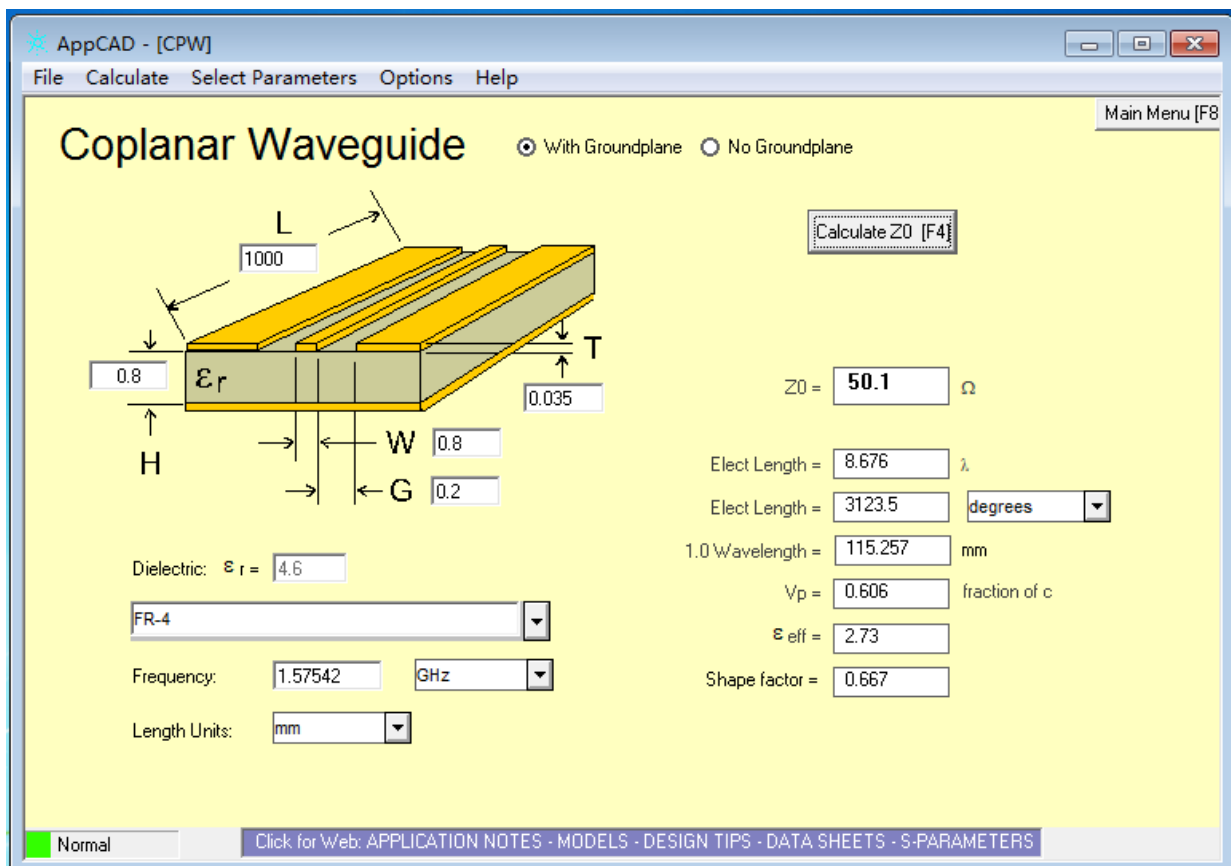 AppCAD - [CPW]
File Calculate Select Parameters Options Help
Main Menu [F8
Coplanar Waveguide
With Groundplane No Groundplane
L
1000
Calculate Z0 [F4]
T
0.8
εr
0.035
Z0 = 50.1 Ω
H
W 0.8
G 0.2
Elect Length = 8.676 λ
Elect Length = 3123.5 degrees
1.0 Wavelength = 115.257 mm
Vp = 0.606 fraction of c
ε eff = 2.73
Shape factor = 0.667
Dielectric: ε r = 4.6
FR-4
Frequency: 1.57542 GHz
Length Units: mm
Normal
Click for Web: APPLICATION NOTES - MODELS - DESIGN TIPS - DATA SHEETS - S-PARAMETERS